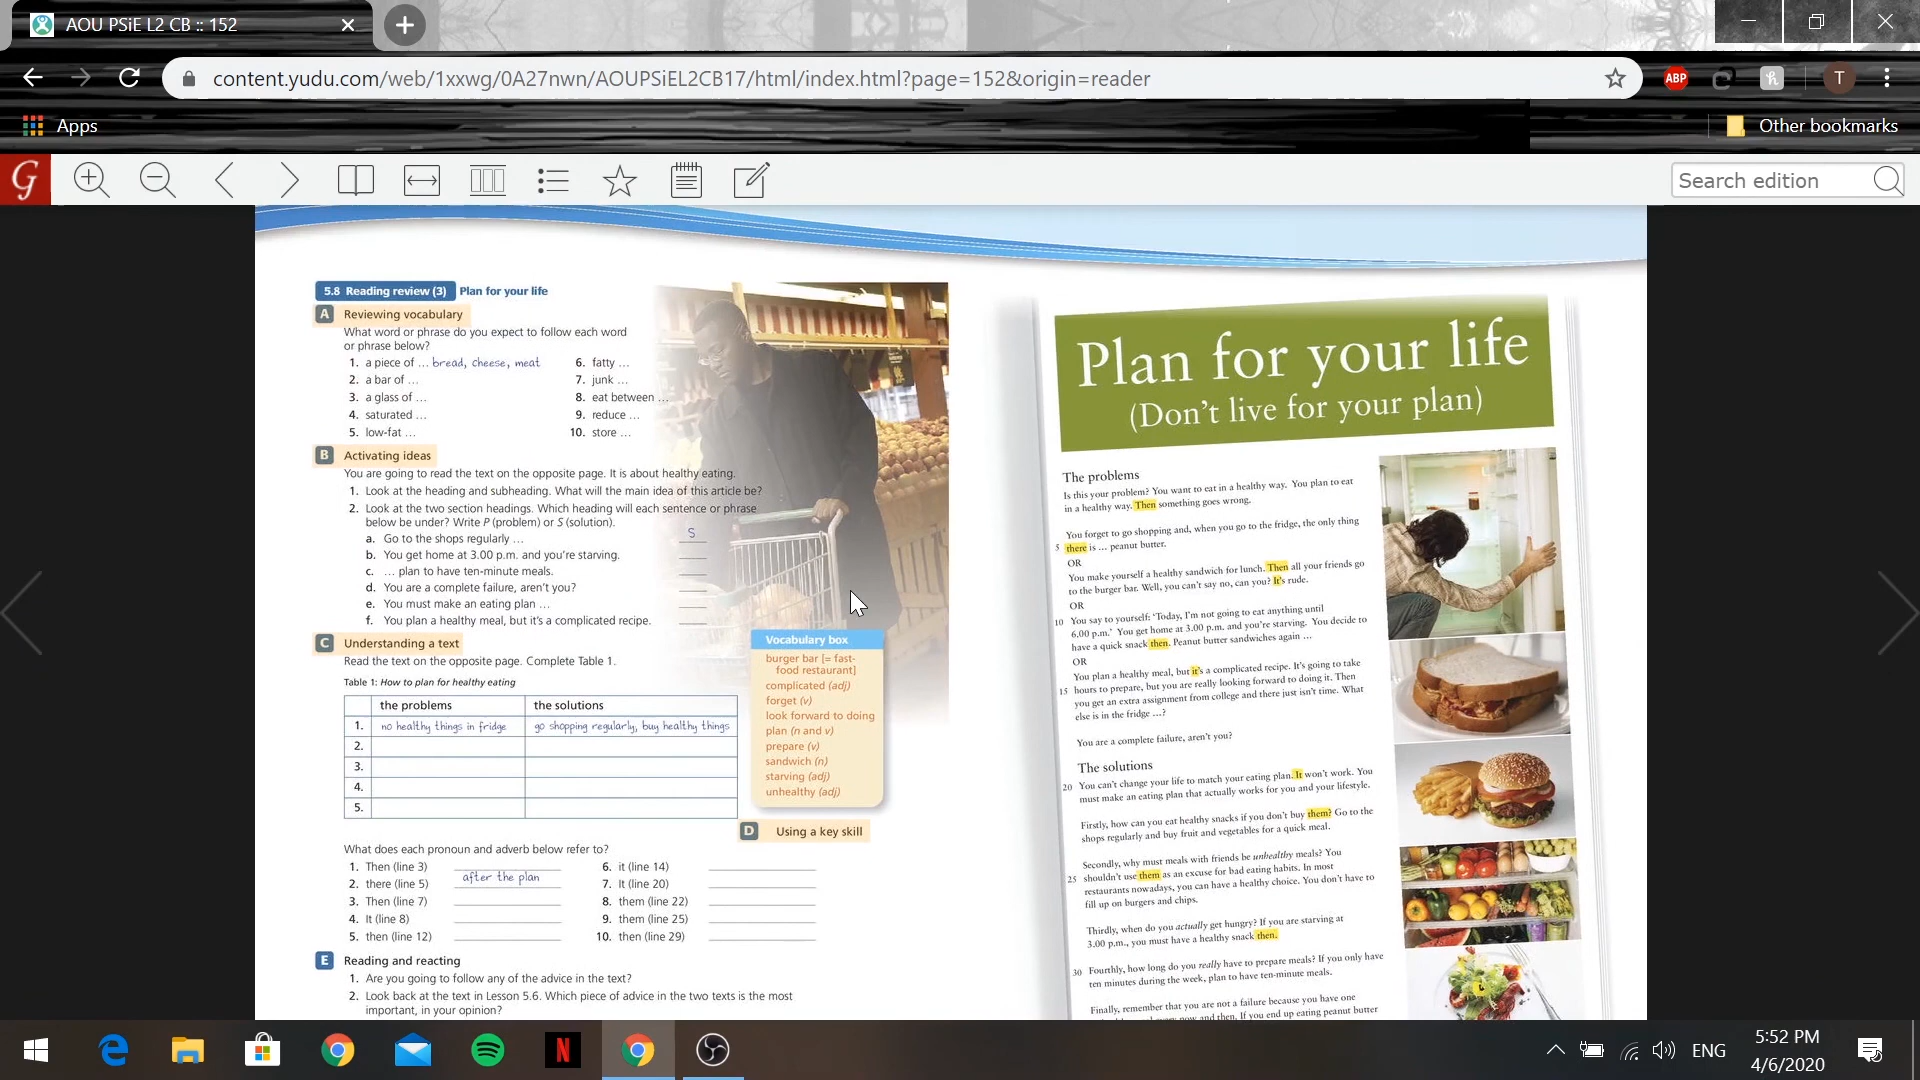 AOU PSiE L2 CB :: 152
content.yudu.com/web/1xxwg/0A27nwn/AOUPSiEL2CB17/html/index.html?page=152&origin=reader
ABP
T
Apps
Other bookmarks
G
Search edition
5.8 Reading review (3) Plan for your life
A Reviewing vocabulary
What word or phrase do you expect to follow each word
or phrase below?
1. a piece of … bread, cheese, meat
2. a bar of …
3. a glass of …
4. saturated …
5. low-fat …
6. fatty …
7. junk …
8. eat between …
9. reduce …
10. store …
B Activating ideas
You are going to read the text on the opposite page. It is about healthy eating.
1. Look at the heading and subheading. What will the main idea of this article be?
2. Look at the two section headings. Which heading will each sentence or phrase
below be under? Write P (problem) or S (solution).
a. Go to the shops regularly … S
b. You get home at 3.00 p.m. and you're starving.
c. … plan to have ten-minute meals.
d. You are a complete failure, aren't you?
e. You must make an eating plan …
f. You plan a healthy meal, but it's a complicated recipe.
C Understanding a text
Read the text on the opposite page. Complete Table 1.
Table 1: How to plan for healthy eating
the problems the solutions
1. no healthy things in fridge go shopping regularly, buy healthy things
2.
3.
4.
5.
Vocabulary box
burger bar [= fast-
food restaurant]
complicated (adj)
forget (v)
look forward to doing
plan (n and v)
prepare (v)
sandwich (n)
starving (adj)
unhealthy (adj)
D Using a key skill
What does each pronoun and adverb below refer to?
1. Then (line 3) after the plan
2. there (line 5)
3. Then (line 7)
4. It (line 8)
5. then (line 12)
6. it (line 14)
7. It (line 20)
8. them (line 22)
9. them (line 25)
10. then (line 29)
E Reading and reacting
1. Are you going to follow any of the advice in the text?
2. Look back at the text in Lesson 5.6. Which piece of advice in the two texts is the most
important, in your opinion?
Plan for your life
(Don't live for your plan)
The problems
Is this your problem? You want to eat in a healthy way. You plan to eat
in a healthy way. Then something goes wrong.
You forget to go shopping and, when you go to the fridge, the only thing
5 there is … peanut butter.
OR
You make yourself a healthy sandwich for lunch. Then all your friends go
to the burger bar. Well, you can't say no, can you? It's rude.
OR
10 You say to yourself: 'Today, I'm not going to eat anything until
6.00 p.m.' You get home at 3.00 p.m. and you're starving. You decide to
have a quick snack then. Peanut butter sandwiches again …
OR
You plan a healthy meal, but it's a complicated recipe. It's going to take
15 hours to prepare, but you are really looking forward to doing it. Then
you get an extra assignment from college and there just isn't time. What
else is in the fridge …?
You are a complete failure, aren't you?
The solutions
20 You can't change your life to match your eating plan. It won't work. You
must make an eating plan that actually works for you and your lifestyle.
Firstly, how can you eat healthy snacks if you don't buy them? Go to the
shops regularly and buy fruit and vegetables for a quick meal.
Secondly, why must meals with friends be unhealthy meals? You
25 shouldn't use them as an excuse for bad eating habits. In most
restaurants nowadays, you can have a healthy choice. You don't have to
fill up on burgers and chips.
Thirdly, when do you actually get hungry? If you are starving at
3.00 p.m., you must have a healthy snack then.
30 Fourthly, how long do you really have to prepare meals? If you only have
ten minutes during the week, plan to have ten-minute meals.
Finally, remember that you are not a failure because you have one
every now and then. If you end up eating peanut butter
ENG
5:52 PM
4/6/2020